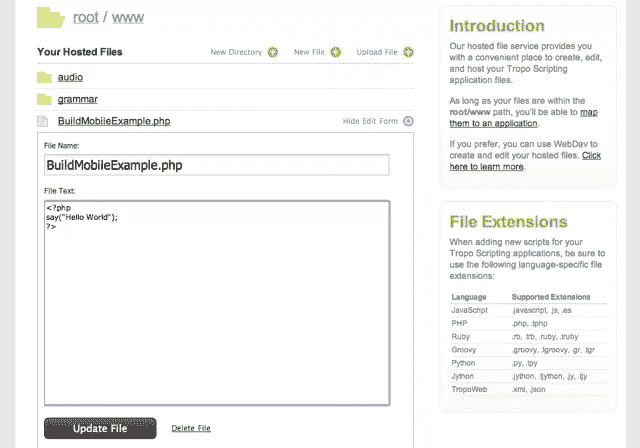 root / www
Your Hosted Files
New Directory
New File
Upload File
audio
grammar
BuildMobileExample.php
Hide Edit Form
File Name:
BuildMobileExample.php
File Text:
<?php
say("Hello World");
?>
Update File
Delete File
Introduction
Our hosted file service provides you
with a convenient place to create, edit,
and host your Tropo Scripting
application files.
As long as your files are within the
root/www path, you'll be able to map
them to an application.
If you prefer, you can use WebDav to
create and edit your hosted files. Click
here to learn more.
File Extensions
When adding new scripts for your
Tropo Scripting applications, be sure to
use the following language-specific file
extensions:
Language Supported Extensions
JavaScript .javascript, .js, .es
PHP .php, .tphp
Ruby .rb, .trb, .ruby, .truby
Groovy .groovy, .tgroovy, .gr, .tgr
Python .py, .tpy
Jython .jython, .tjython, .jy, .tjy
TropoWeb .xml, .json